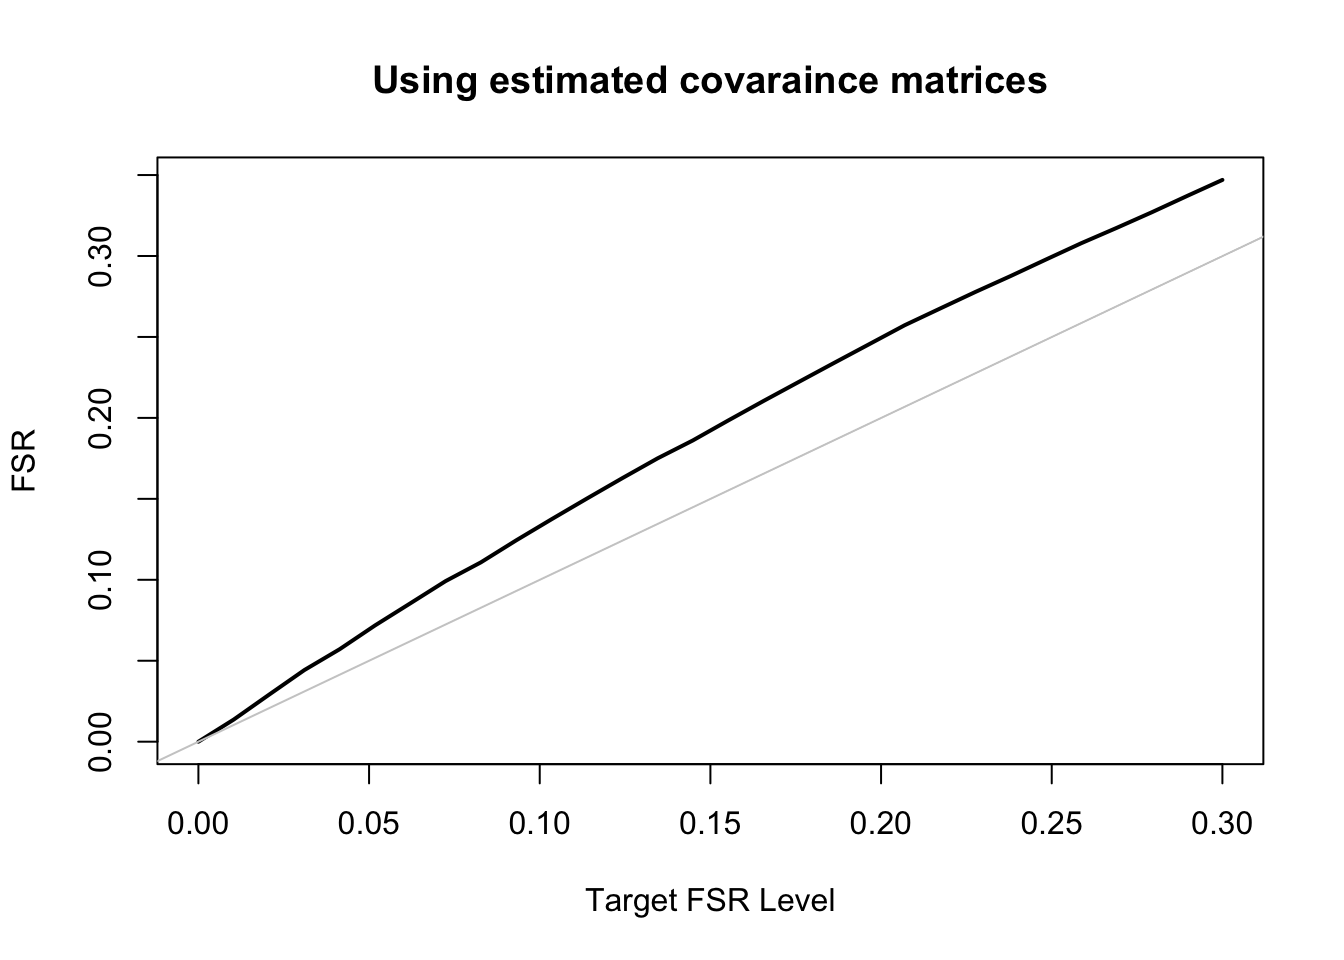 Using estimated covaraince matrices
FSR
0.30
0.20
0.10
0.00
0.00 0.05 0.10 0.15 0.20 0.25 0.30
Target FSR Level